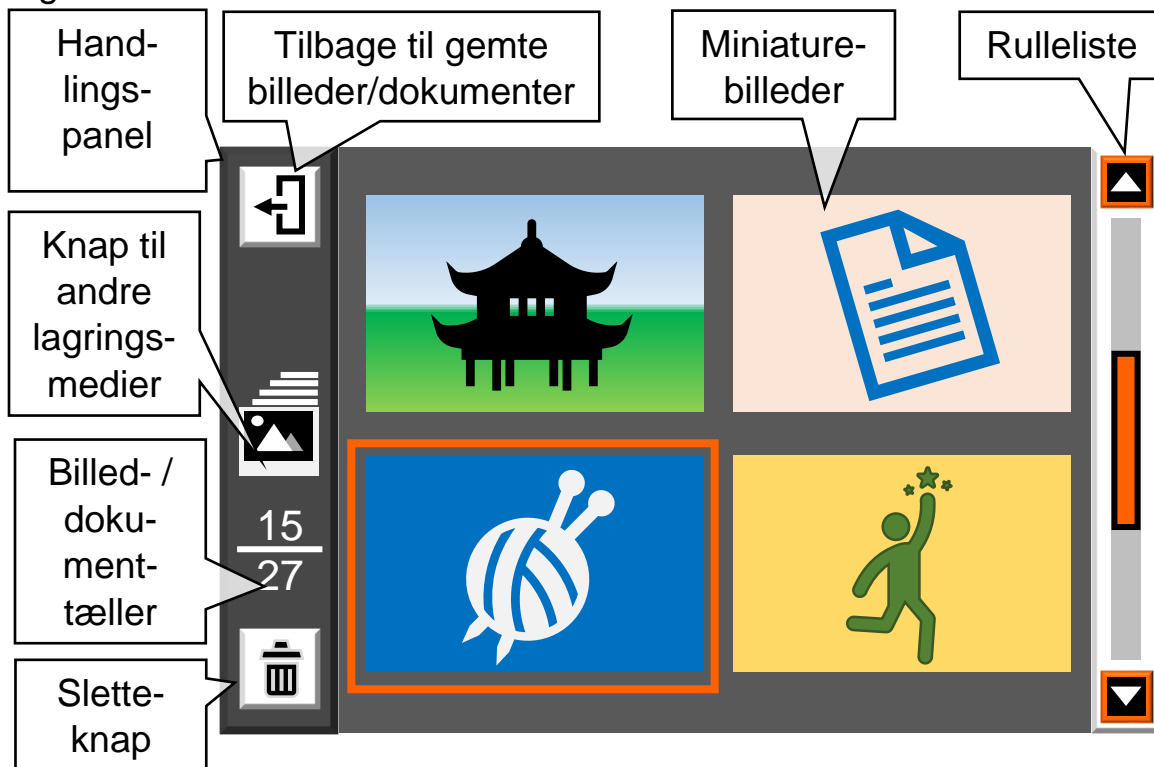 Hand-
lings-
panel
Tilbage til gemte
billeder/dokumenter
Miniature-
billeder
Rulleliste
Knap til
andre
lagrings-
medier
Billed- /
doku-
ment-
tæller
15
27
Slette-
knap